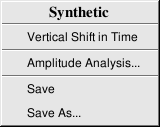 Synthetic
Vertical Shift in Time
Amplitude Analysis...
Save
Save As...